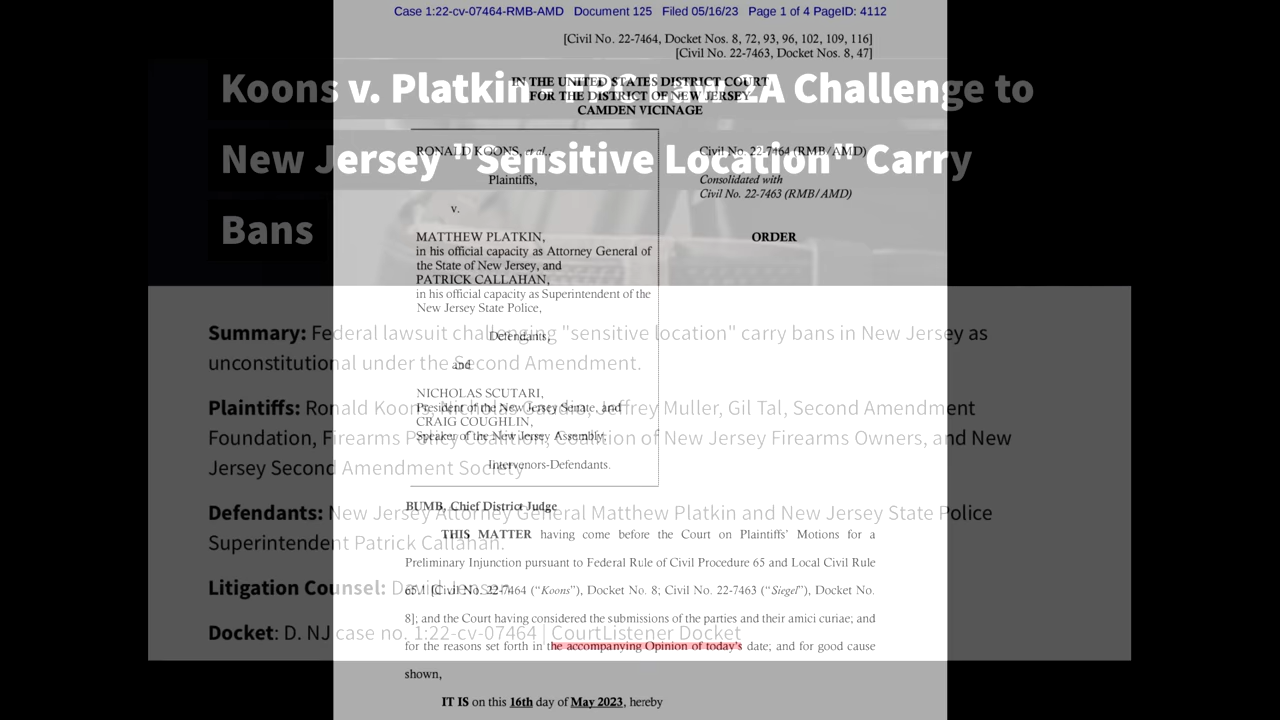 Case 1:22-cv-07464-RMB-AMD Document 125 Filed 05/16/23 Page 1 of 4 PageID: 4112
[Civil No. 22-7464, Docket Nos. 8, 72, 93, 96, 102, 109, 116]
[Civil No. 22-7463, Docket Nos. 8, 47]
IN THE UNITED STATES DISTRICT COURT
FOR THE DISTRICT OF NEW JERSEY
CAMDEN VICINAGE
Koons v. Platkin - FPC Law 2A Challenge to
New Jersey "Sensitive Location" Carry
Bans
RONALD KOONS, et al.,
Plaintiffs,
v.
MATTHEW PLATKIN,
in his official capacity as Attorney General of
the State of New Jersey, and
PATRICK CALLAHAN,
in his official capacity as Superintendent of the
New Jersey State Police,
Defendants,
and
NICHOLAS SCUTARI,
President of the New Jersey Senate, and
CRAIG COUGHLIN,
Speaker of the New Jersey Assembly,
Intervenors-Defendants.
Civil No. 22-7464 (RMB/AMD)
Consolidated with
Civil No. 22-7463 (RMB/AMD)
ORDER
Summary: Federal lawsuit challenging "sensitive location" carry bans in New Jersey as
unconstitutional under the Second Amendment.
Plaintiffs: Ronald Koons, Nicholas Gaudio, Jeffrey Muller, Gil Tal, Second Amendment
Foundation, Firearms Policy Coalition, Coalition of New Jersey Firearms Owners, and New
Jersey Second Amendment Society
Defendants: New Jersey Attorney General Matthew Platkin and New Jersey State Police
Superintendent Patrick Callahan.
Litigation Counsel: David Jensen
Docket: D. NJ case no. 1:22-cv-07464 | CourtListener Docket
BUMB, Chief District Judge
THIS MATTER having come before the Court on Plaintiffs' Motions for a
Preliminary Injunction pursuant to Federal Rule of Civil Procedure 65 and Local Civil Rule
65.1 [Civil No. 22-7464 ("Koons"), Docket No. 8; Civil No. 22-7463 ("Siegel"), Docket No.
8]; and the Court having considered the submissions of the parties and their amici curiae; and
for the reasons set forth in the accompanying Opinion of today's date; and for good cause
shown,
IT IS on this 16th day of May 2023, hereby